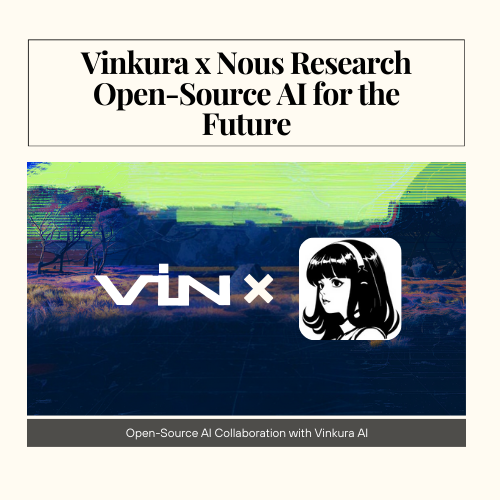 Vinkura x Nous Research
Open-Source AI for the
Future
ViN x
Open-Source AI Collaboration with Vinkura AI